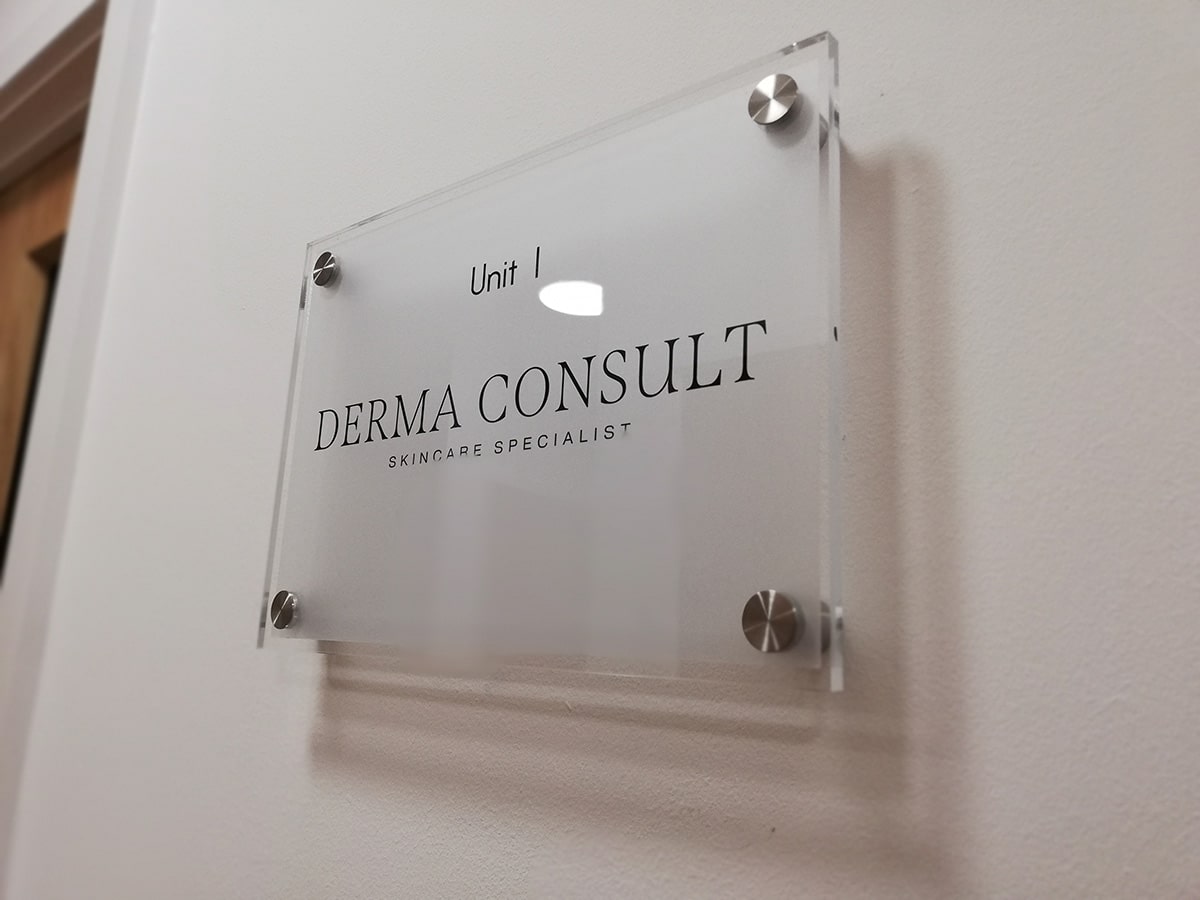 Unit 1
DERMA CONSULT
SKINCARE SPECIALIST